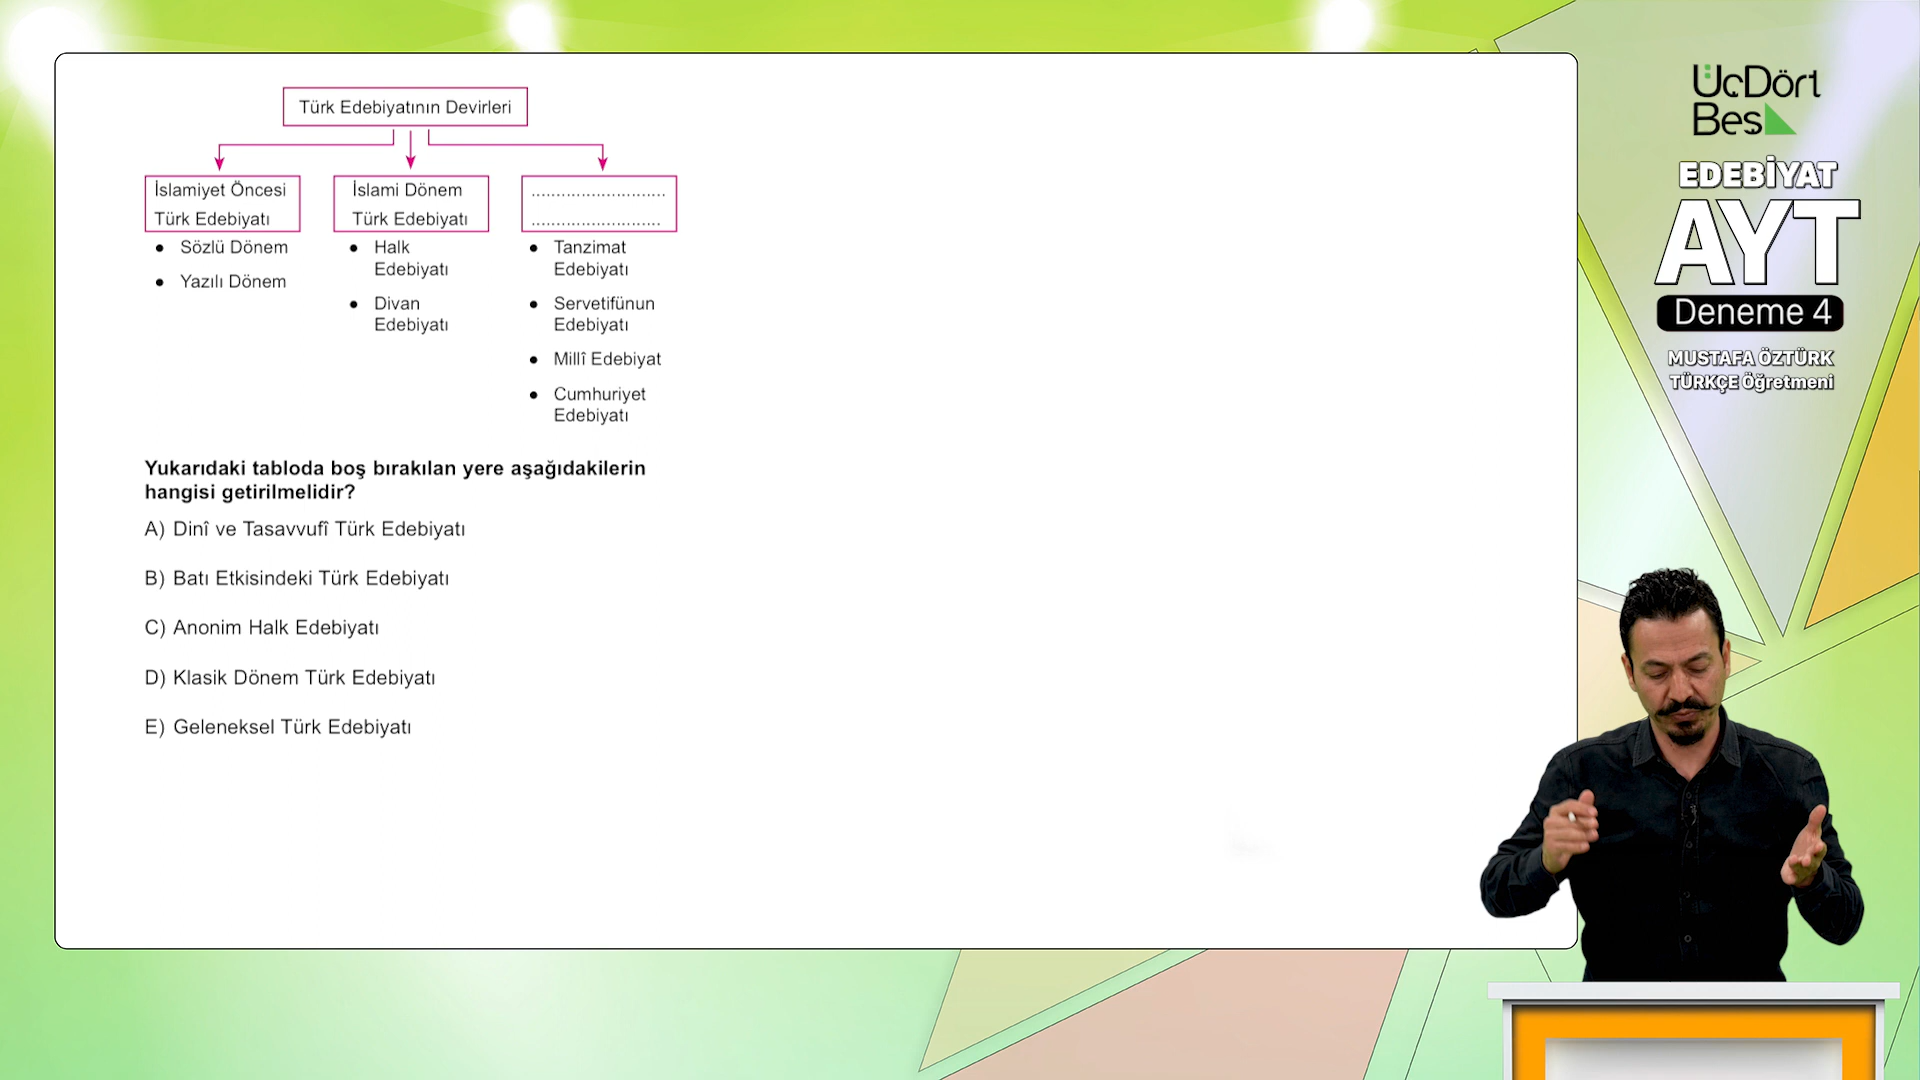 Türk Edebiyatının Devirleri
İslamiyet Öncesi
Türk Edebiyatı
● Sözlü Dönem
● Yazılı Dönem
İslami Dönem
Türk Edebiyatı
● Halk
Edebiyatı
● Divan
Edebiyatı
...........................
..........................
● Tanzimat
Edebiyatı
● Servetifünun
Edebiyatı
● Millî Edebiyat
● Cumhuriyet
Edebiyatı
Yukarıdaki tabloda boş bırakılan yere aşağıdakilerin
hangisi getirilmelidir?
A) Dinî ve Tasavvufî Türk Edebiyatı
B) Batı Etkisindeki Türk Edebiyatı
C) Anonim Halk Edebiyatı
D) Klasik Dönem Türk Edebiyatı
E) Geleneksel Türk Edebiyatı
ÜçDört
Beş
EDEBİYAT
AYT
Deneme 4
MUSTAFA ÖZTÜRK
TÜRKÇE Öğretmeni